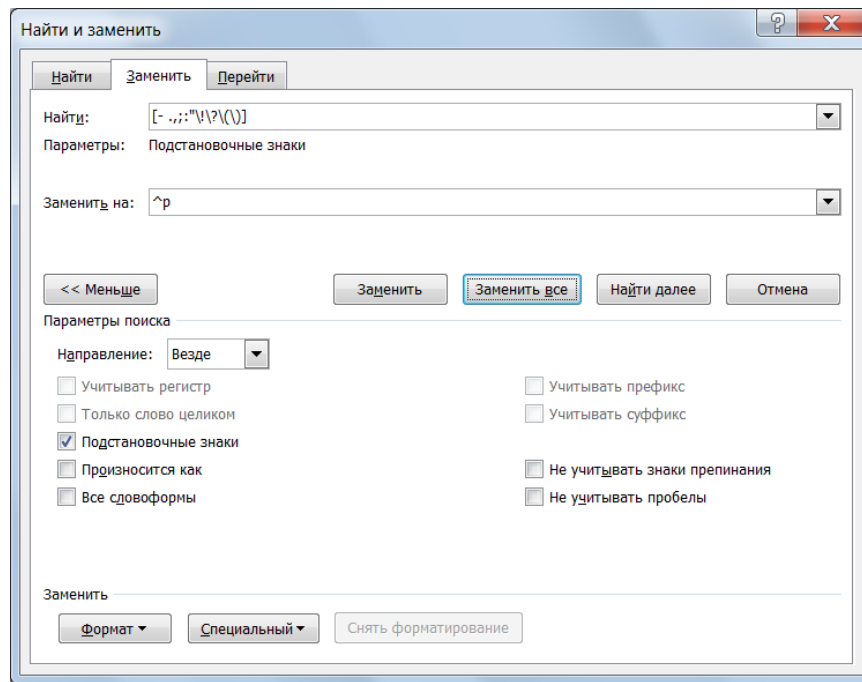 Найти и заменить
Найти Заменить Перейти
Найти: [- .,;:"\!\?\(\)]
Параметры: Подстановочные знаки
Заменить на: ^p
<< Меньше Заменить Заменить все Найти далее Отмена
Параметры поиска
Направление: Везде
Учитывать регистр Учитывать префикс
Только слово целиком Учитывать суффикс
Подстановочные знаки
Произносится как Не учитывать знаки препинания
Все словоформы Не учитывать пробелы
Заменить
Формат Специальный Снять форматирование